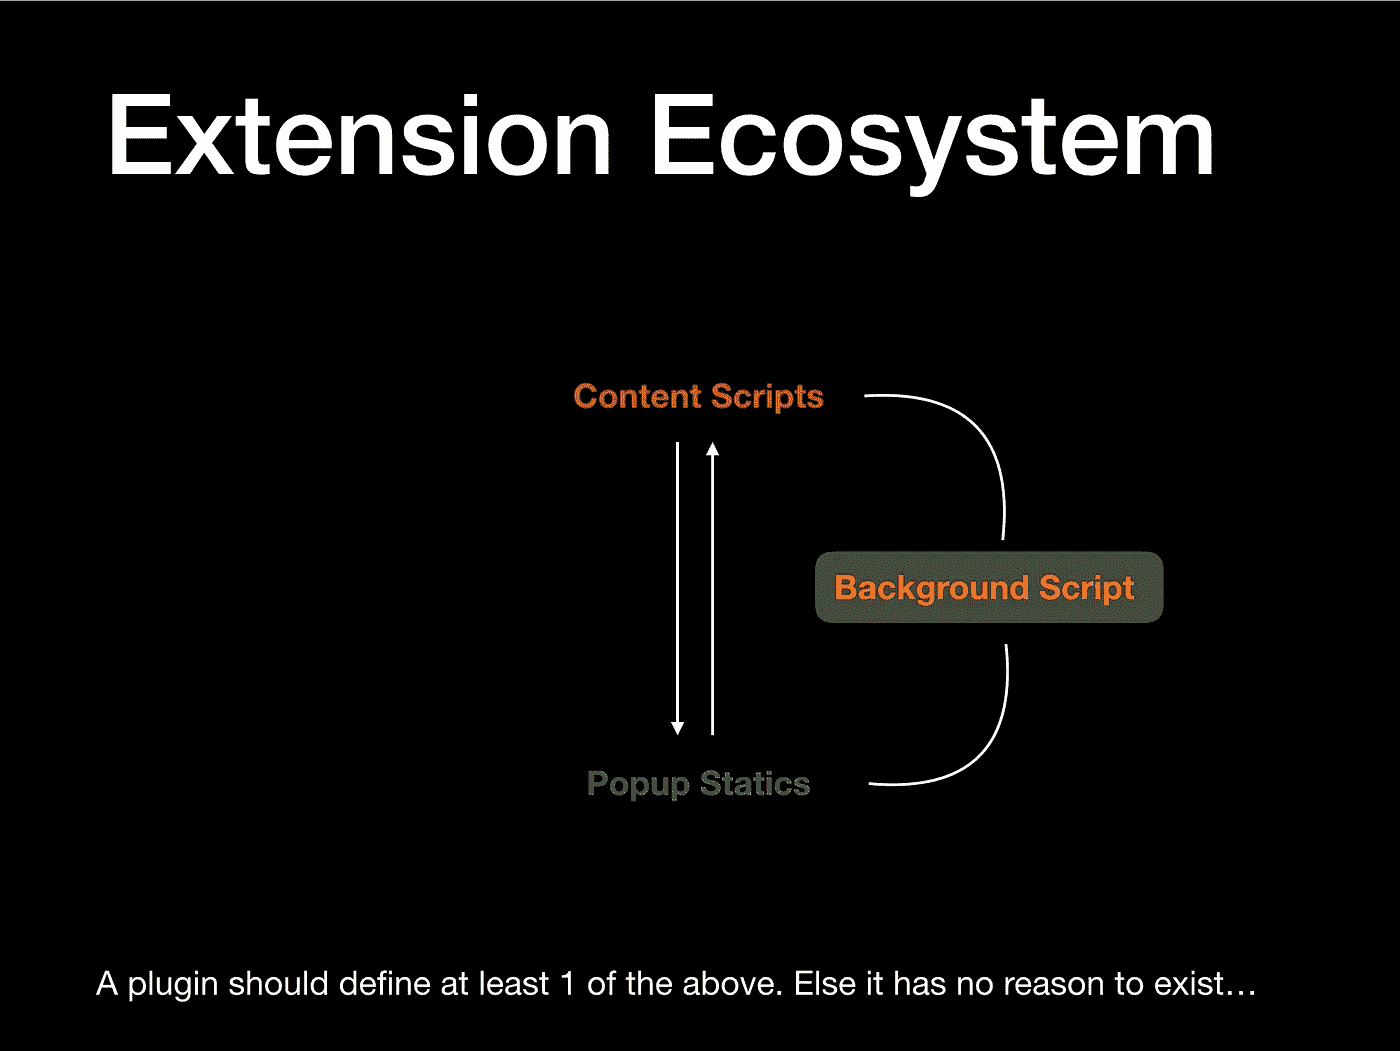 Extension Ecosystem
Content Scripts
Background Script
Popup Statics
A plugin should define at least 1 of the above. Else it has no reason to exist…